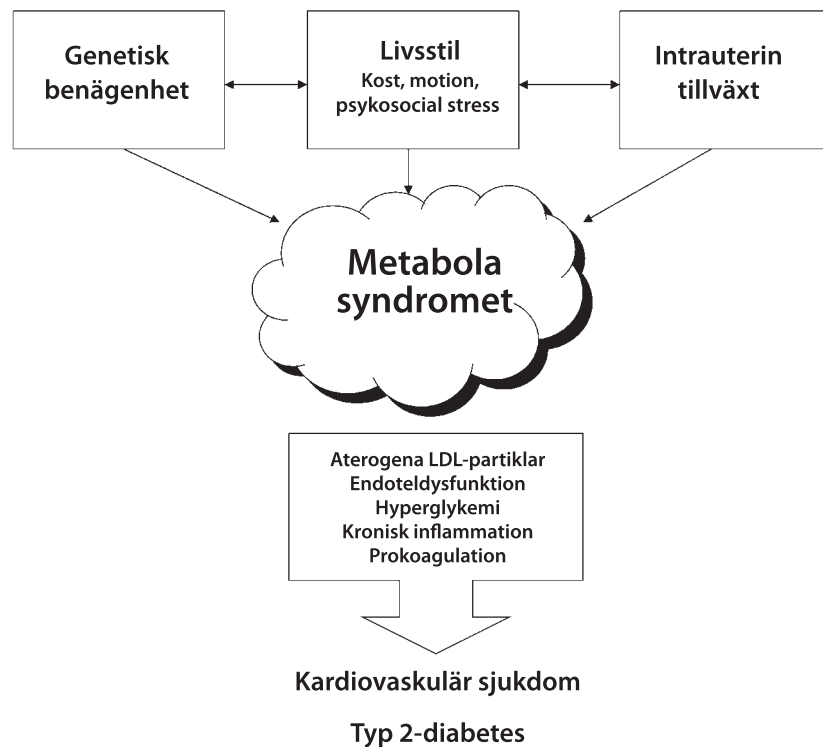 Genetisk
benägenhet
Livsstil
Kost, motion,
psykosocial stress
Intrauterin
tillväxt
Metabola
syndromet
Aterogena LDL-partiklar
Endoteldysfunktion
Hyperglykemi
Kronisk inflammation
Prokoagulation
Kardiovaskulär sjukdom
Typ 2-diabetes